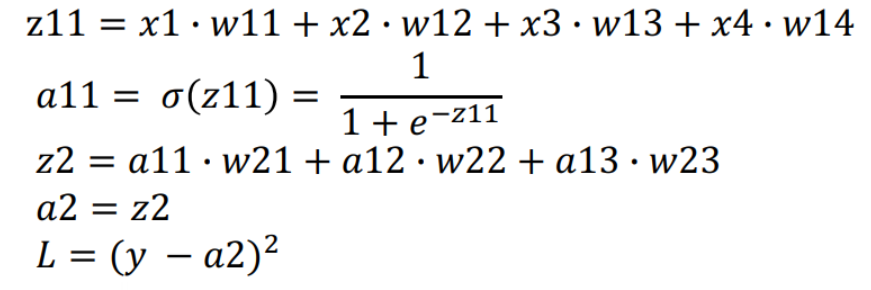 z11 = x1 · w11 + x2 · w12 + x3 · w13 + x4 · w14
a11 = σ(z11) = 1 / (1 + e^{−z11})
z2 = a11 · w21 + a12 · w22 + a13 · w23
a2 = z2
L = (y − a2)²